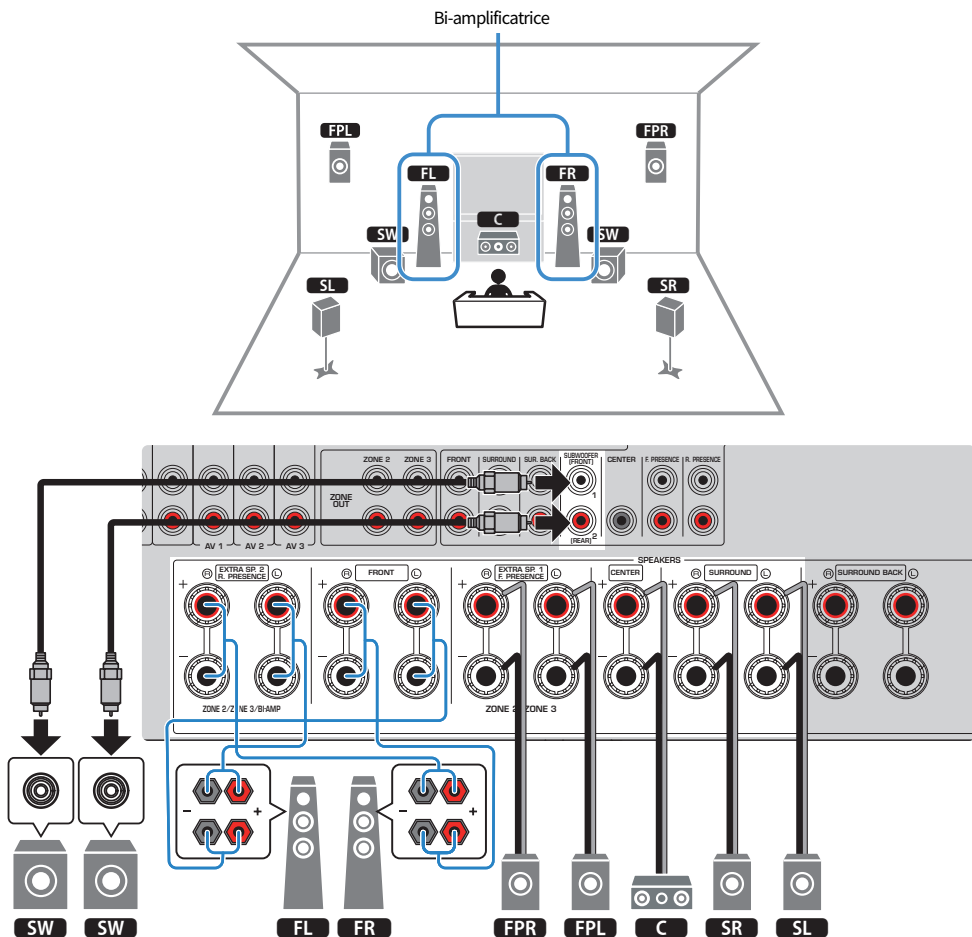 Bi-amplificatrice
FPL
FPR
FL
FR
C
SW
SW
SL
SR
ZONE 2
ZONE 3
FRONT
SURROUND
SUR. BACK
SUBWOOFER
(FRONT)
CENTER
F. PRESENCE
R. PRESENCE
ZONE
OUT
1
2
(REAR)
AV 1
AV 2
AV 3
SPEAKERS
R
EXTRA SP. 2
R. PRESENCE
L
R
FRONT
L
R
EXTRA SP. 1
F. PRESENCE
L
CENTER
R
SURROUND
L
R
SURROUND BACK
L
+
+
+
+
+
+
–
–
–
–
–
–
ZONE 2/ZONE 3/BI-AMP
ZONE 2
ZONE 3
–
+
–
+
SW
SW
FL
FR
FPR
FPL
C
SR
SL